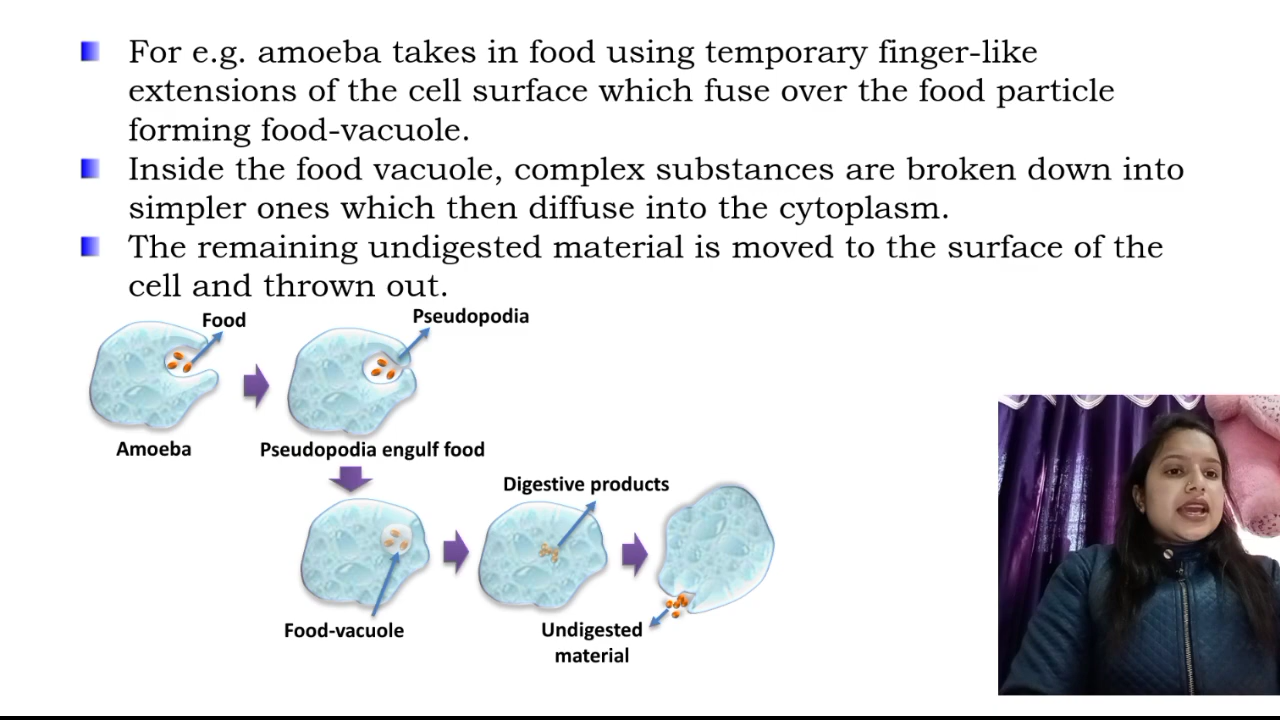 For e.g. amoeba takes in food using temporary finger-like
extensions of the cell surface which fuse over the food particle
forming food-vacuole.
Inside the food vacuole, complex substances are broken down into
simpler ones which then diffuse into the cytoplasm.
The remaining undigested material is moved to the surface of the
cell and thrown out.
Food
Pseudopodia
Amoeba
Pseudopodia engulf food
Digestive products
Food-vacuole
Undigested
material